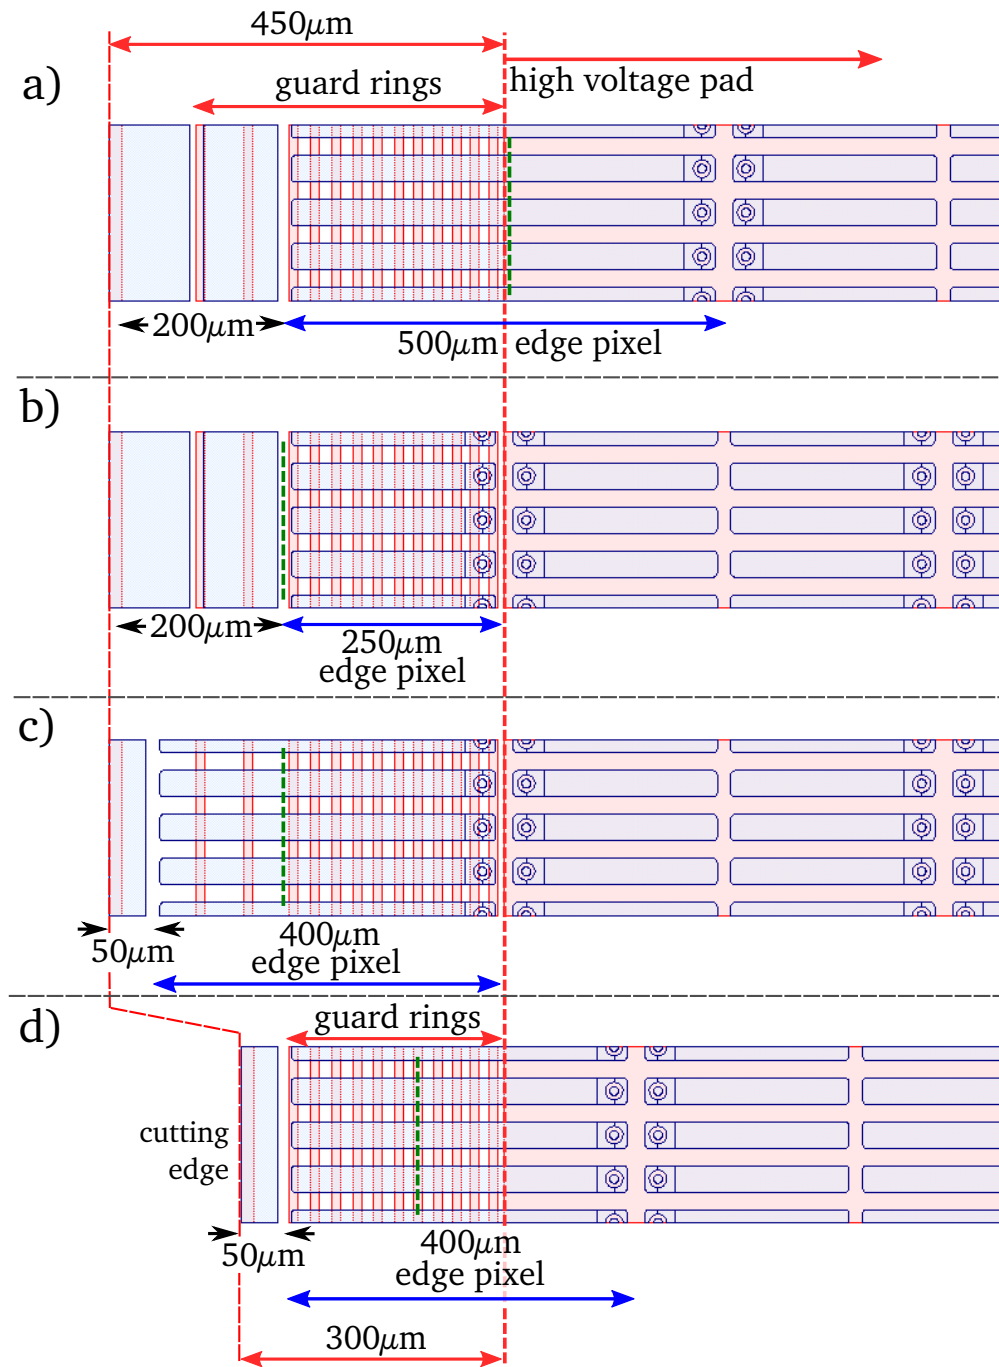 450µm
a)
guard rings
high voltage pad
200µm
500µm edge pixel
b)
200µm
250µm
edge pixel
c)
50µm
400µm
edge pixel
d)
guard rings
cutting
edge
50µm
400µm
edge pixel
300µm